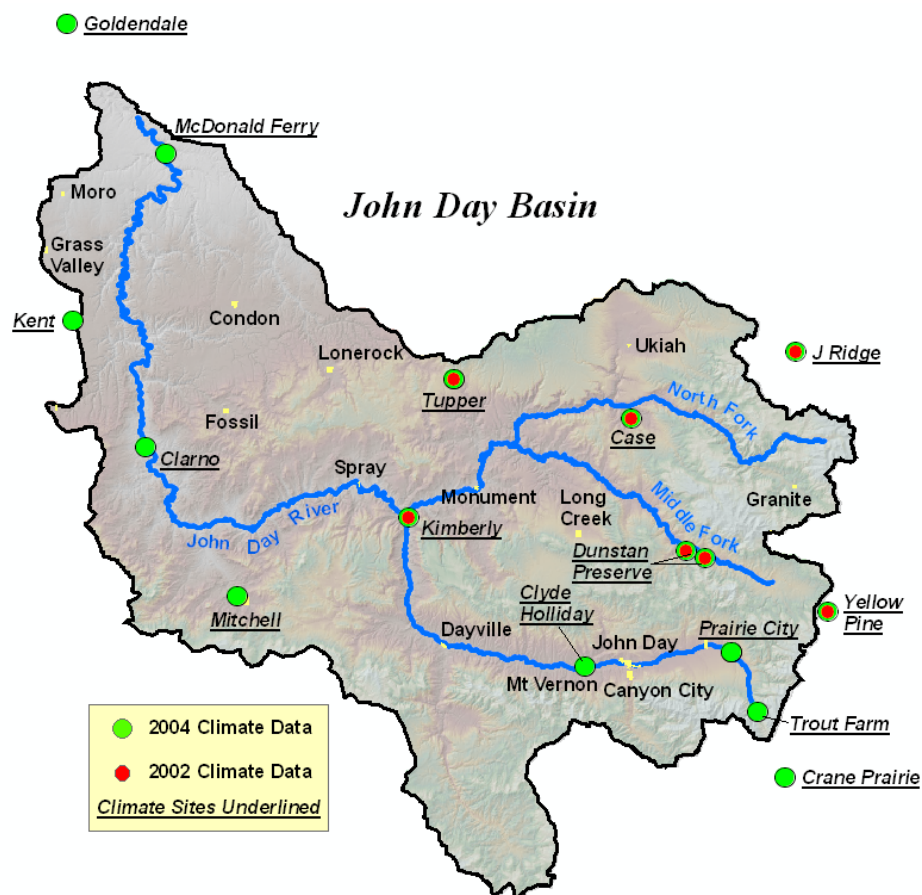 Goldendale
McDonald Ferry
Moro
John Day Basin
Grass
Valley
Kent
Condon
Lonerock
Ukiah
J Ridge
Tupper
North Fork
Fossil
Case
Clarno
Spray
Monument
Long
Creek
Middle Fork
Granite
John Day River
Kimberly
Dunstan
Preserve
Mitchell
Clyde
Holliday
Yellow
Pine
Dayville
John Day
Prairie City
Mt Vernon
Canyon City
Trout Farm
2004 Climate Data
2002 Climate Data
Climate Sites Underlined
Crane Prairie